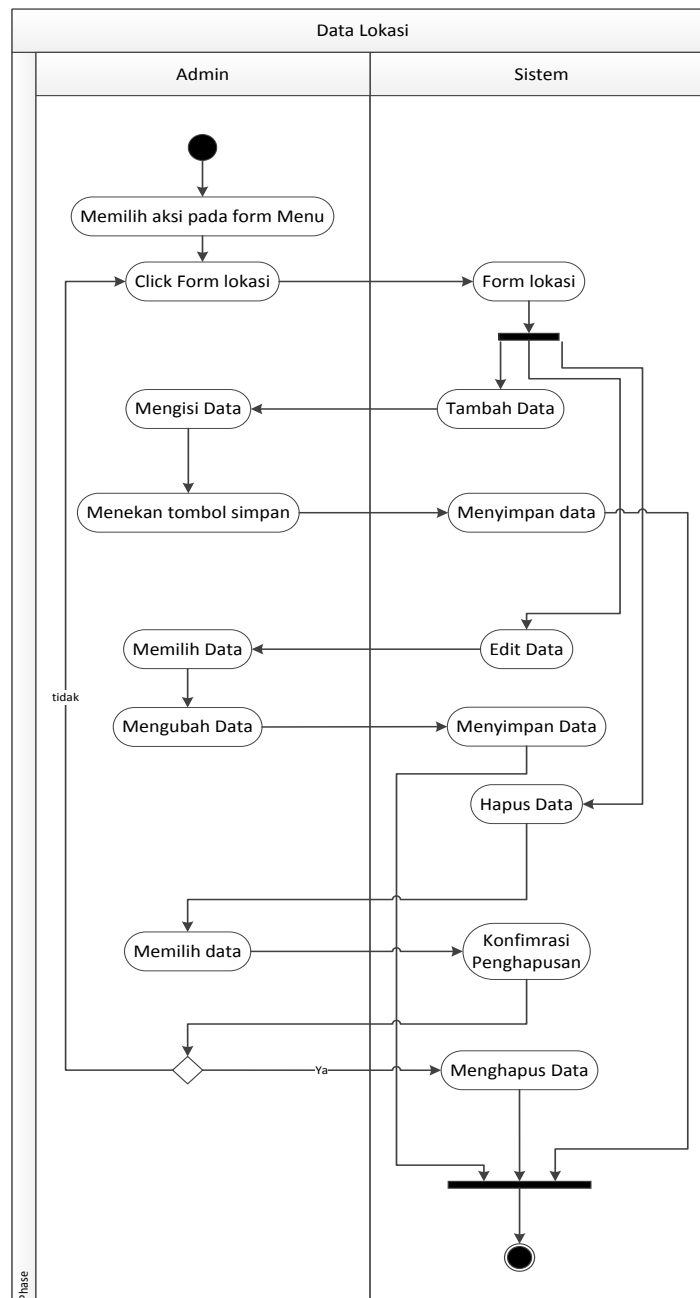 Data Lokasi
Admin
Sistem
Memilih aksi pada form Menu
Click Form lokasi
Form lokasi
Mengisi Data
Tambah Data
Menekan tombol simpan
Menyimpan data
Memilih Data
Edit Data
tidak
Mengubah Data
Menyimpan Data
Hapus Data
Memilih data
Konfimrasi
Penghapusan
Ya
Menghapus Data
Phase